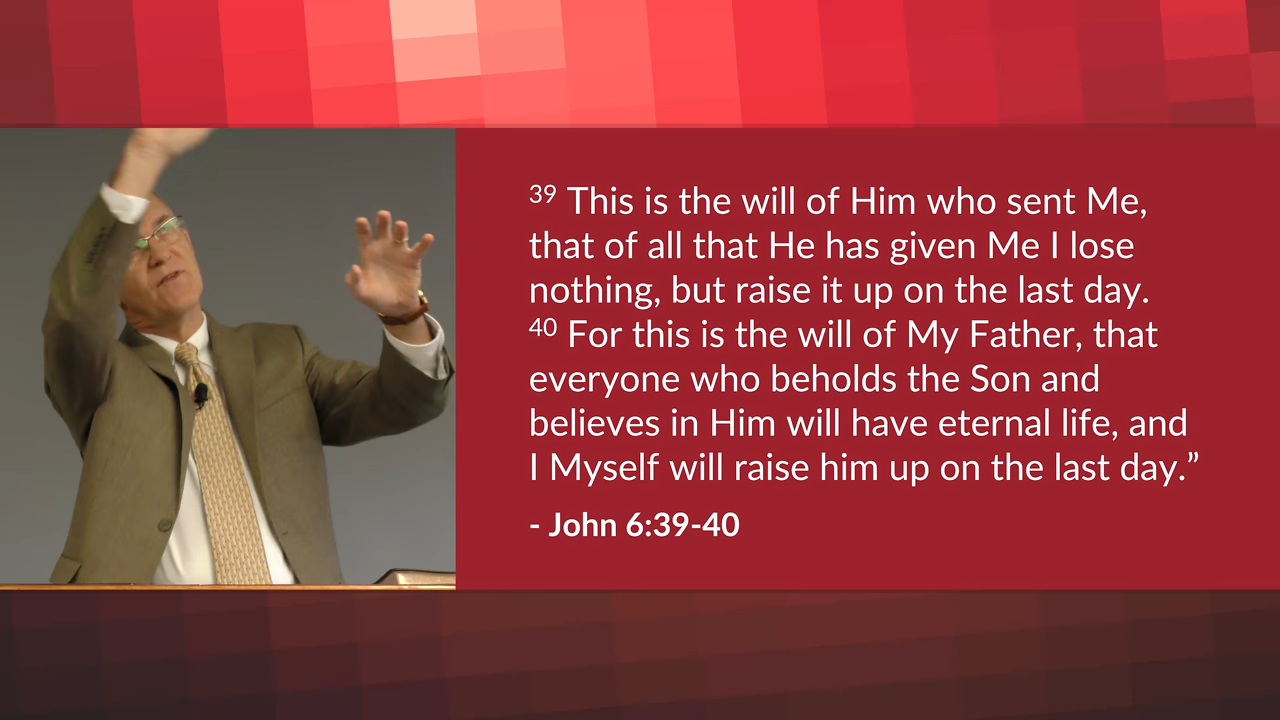 39 This is the will of Him who sent Me,
that of all that He has given Me I lose
nothing, but raise it up on the last day.
40 For this is the will of My Father, that
everyone who beholds the Son and
believes in Him will have eternal life, and
I Myself will raise him up on the last day.”
- John 6:39-40